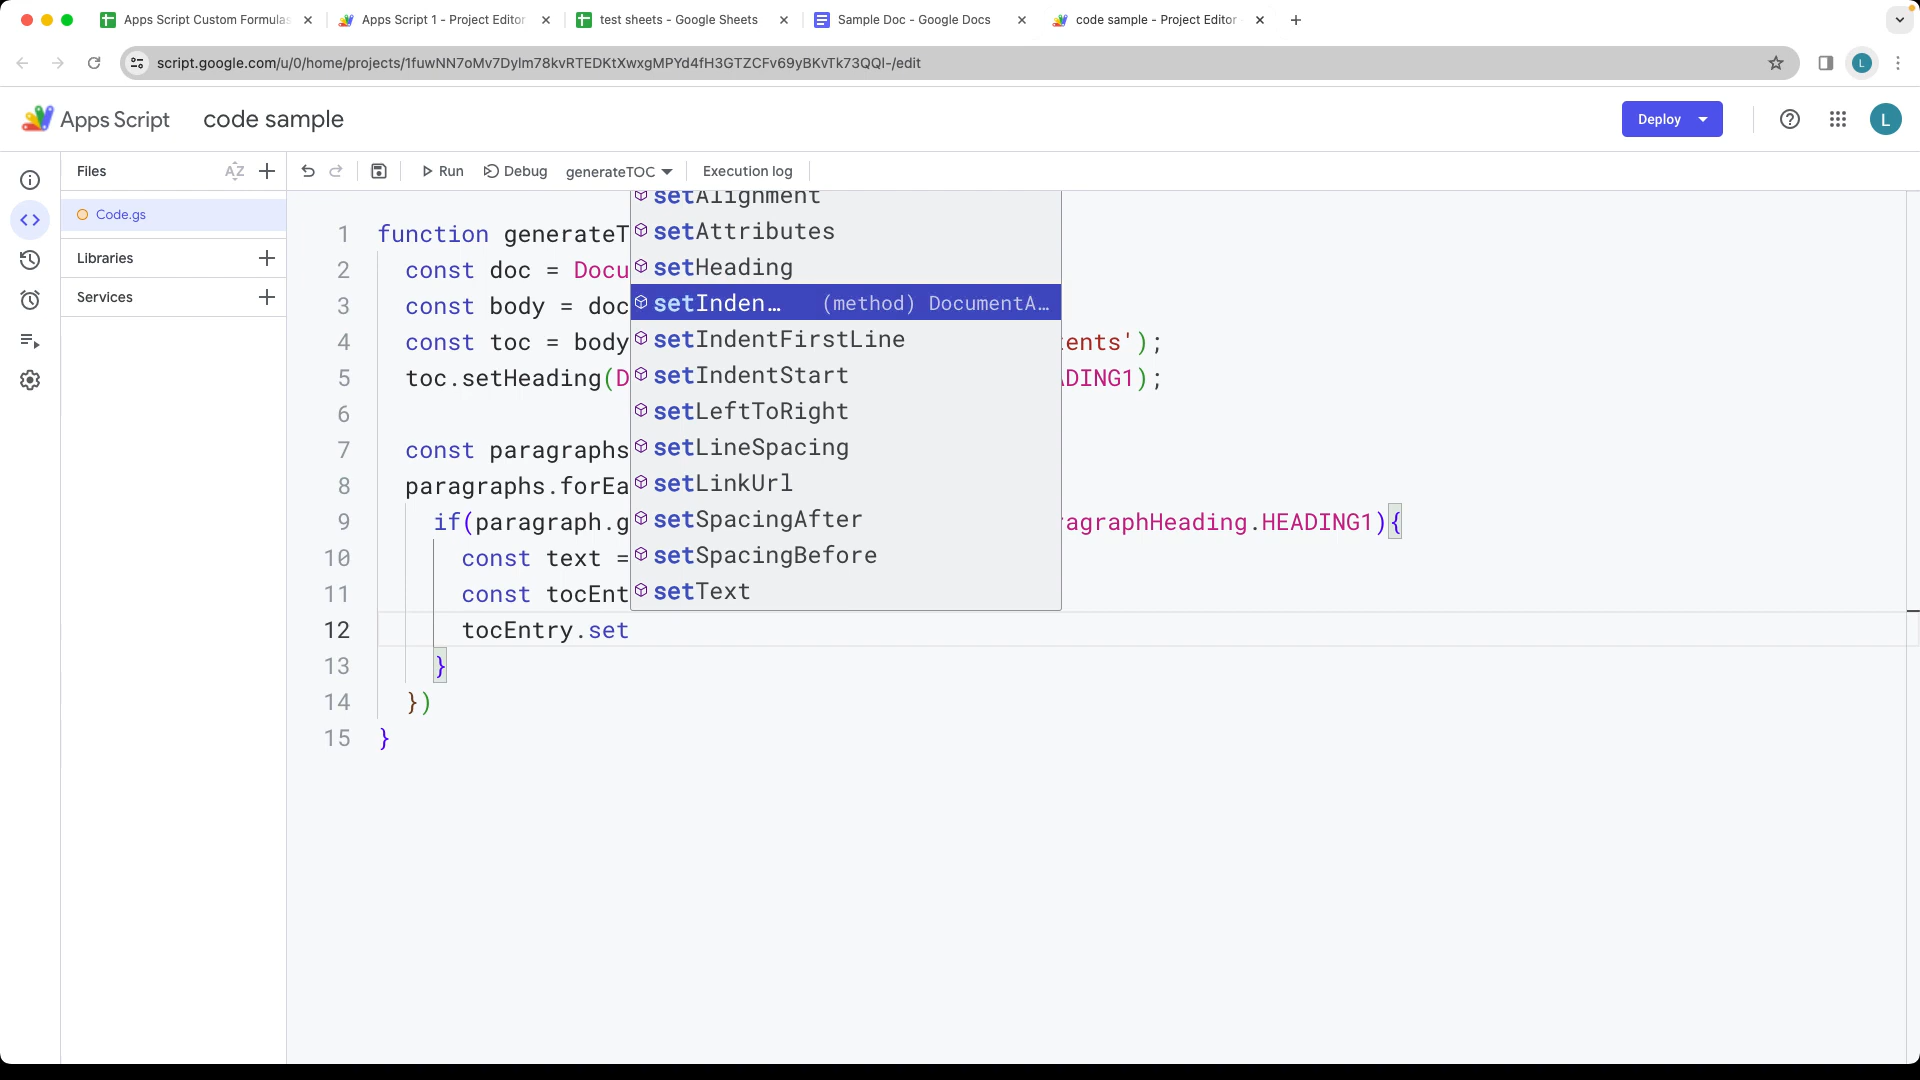 Apps Script Custom Formulas
Apps Script 1 - Project Editor
test sheets - Google Sheets
Sample Doc - Google Docs
code sample - Project Editor
script.google.com/u/0/home/projects/1fuwNN7oMv7Dylm78kvRTEDKtXwxgMPYd4fH3GTZCFv69yBKvTk73QQI-/edit
L
Apps Script
code sample
Deploy
L
Files
AZ
Run
Debug
generateTOC
Execution log
Code.gs
Libraries
Services
1 function generateT
2 const doc = Docu
3 const body = doc
4 const toc = body
ents');
5 toc.setHeading(D
ADING1);
6
7 const paragraphs
8 paragraphs.forEa
9 if(paragraph.g
ragraphHeading.HEADING1){
10 const text =
11 const tocEnt
12 tocEntry.set
13 }
14 })
15 }
setAlignment
setAttributes
setHeading
setInden… (method) DocumentA…
setIndentFirstLine
setIndentStart
setLeftToRight
setLineSpacing
setLinkUrl
setSpacingAfter
setSpacingBefore
setText